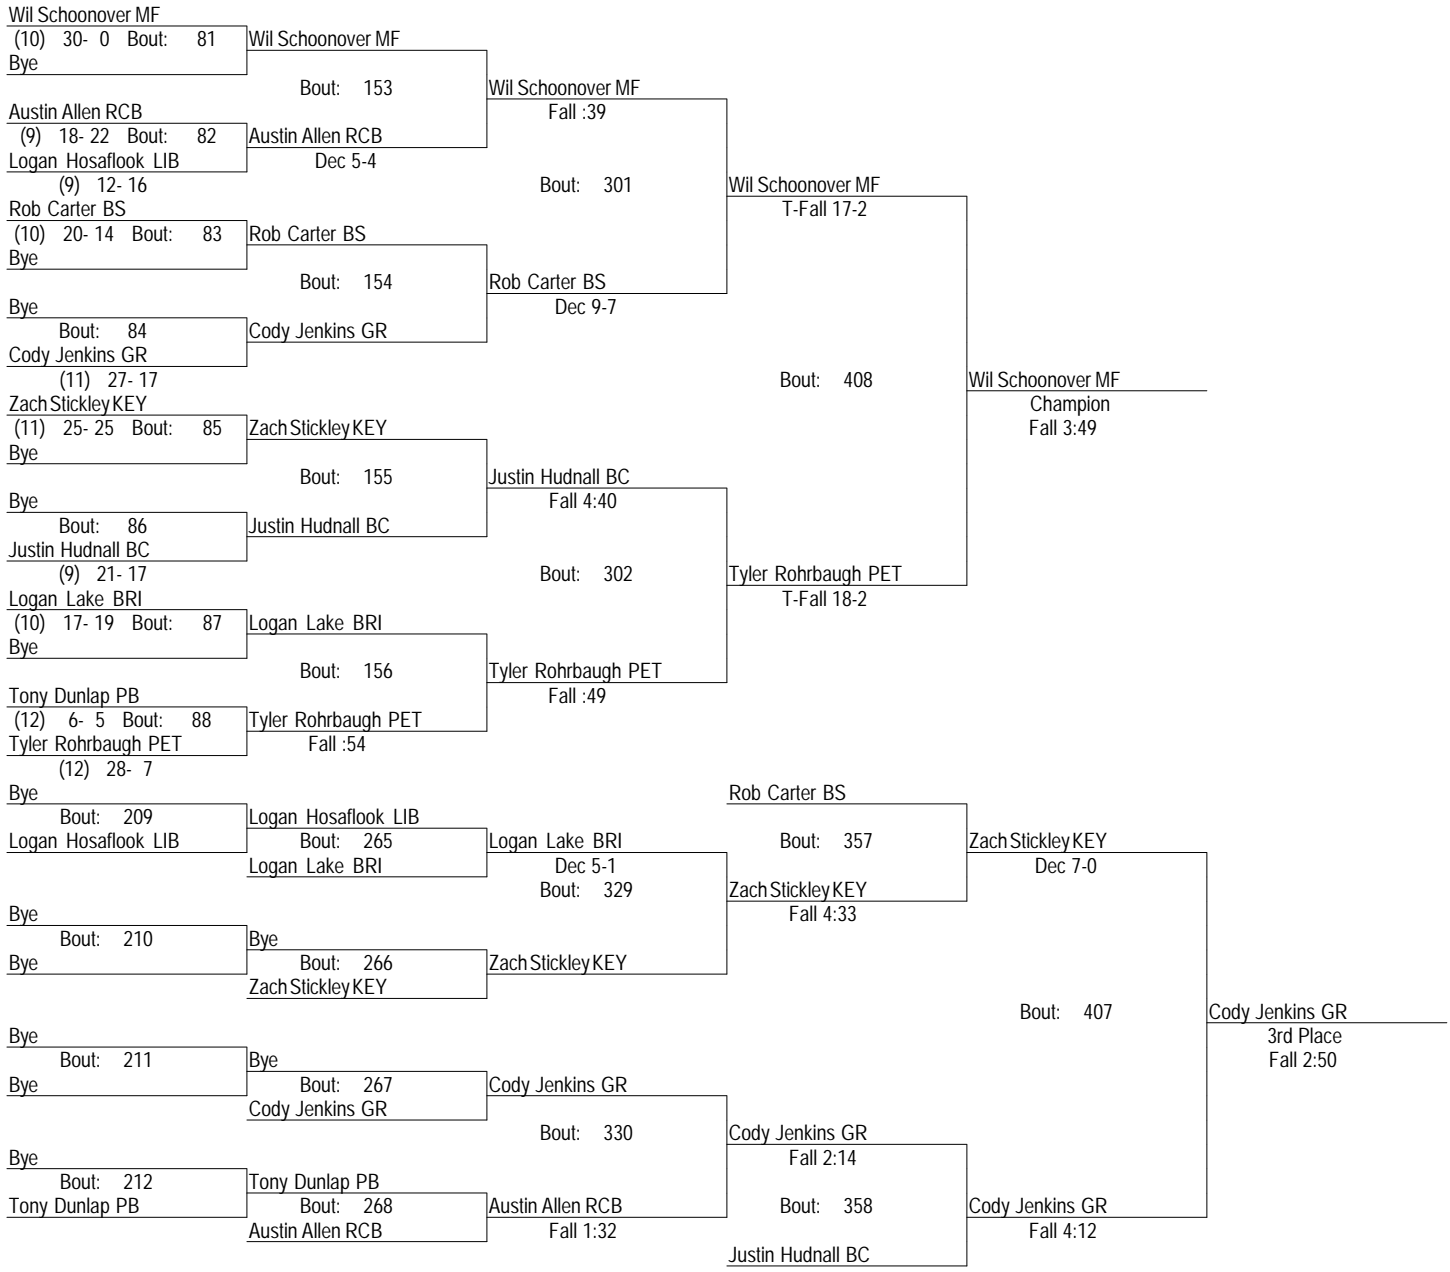 Wil Schoonover MF
(10) 30- 0 Bout: 81 Wil Schoonover MF
Bye
Bout: 153 Wil Schoonover MF
Austin Allen RCB Fall :39
(9) 18- 22 Bout: 82 Austin Allen RCB
Logan Hosaflook LIB Dec 5-4
(9) 12- 16 Bout: 301 Wil Schoonover MF
Rob Carter BS T-Fall 17-2
(10) 20- 14 Bout: 83 Rob Carter BS
Bye
Bout: 154 Rob Carter BS
Bye Dec 9-7
Bout: 84 Cody Jenkins GR
Cody Jenkins GR
(11) 27- 17 Bout: 408 Wil Schoonover MF
Zach Stickley KEY Champion
(11) 25- 25 Bout: 85 Zach Stickley KEY Fall 3:49
Bye
Bout: 155 Justin Hudnall BC
Bye Fall 4:40
Bout: 86 Justin Hudnall BC
Justin Hudnall BC
(9) 21- 17 Bout: 302 Tyler Rohrbaugh PET
Logan Lake BRI T-Fall 18-2
(10) 17- 19 Bout: 87 Logan Lake BRI
Bye
Bout: 156 Tyler Rohrbaugh PET
Tony Dunlap PB Fall :49
(12) 6- 5 Bout: 88 Tyler Rohrbaugh PET
Tyler Rohrbaugh PET Fall :54
(12) 28- 7
Bye Rob Carter BS
Bout: 209 Logan Hosaflook LIB
Logan Hosaflook LIB Bout: 265 Logan Lake BRI Bout: 357 Zach Stickley KEY
Logan Lake BRI Dec 5-1 Dec 7-0
Bout: 329 Zach Stickley KEY
Bye Fall 4:33
Bout: 210 Bye
Bye Bout: 266 Zach Stickley KEY
Zach Stickley KEY
Bout: 407 Cody Jenkins GR
Bye 3rd Place
Bout: 211 Bye Fall 2:50
Bye Bout: 267 Cody Jenkins GR
Cody Jenkins GR
Bout: 330 Cody Jenkins GR
Bye Fall 2:14
Bout: 212 Tony Dunlap PB
Tony Dunlap PB Bout: 268 Austin Allen RCB Bout: 358 Cody Jenkins GR
Austin Allen RCB Fall 1:32 Fall 4:12
Justin Hudnall BC